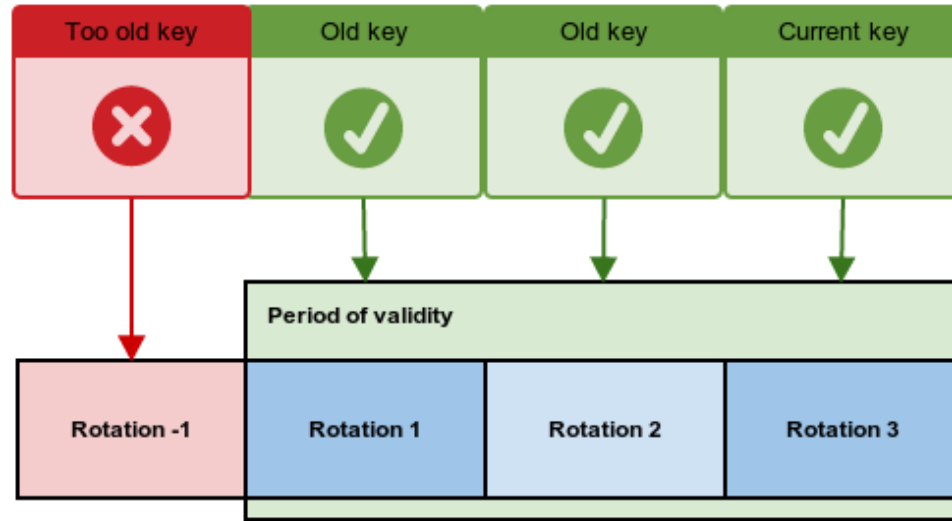 Too old key
Old key
Old key
Current key
Period of validity
Rotation -1
Rotation 1
Rotation 2
Rotation 3